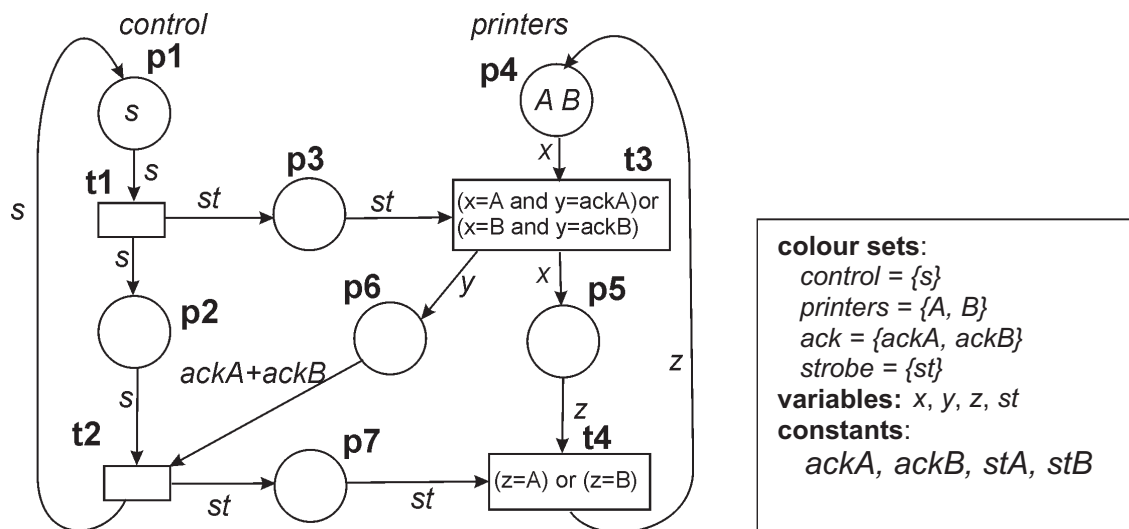 control
printers
p1
p4
s
A B
s
x
t3
p3
t1
st
st
(x=A and y=ackA)or
(x=B and y=ackB)
s
s
y
x
p6
p5
p2
z
ackA+ackB
s
z
t2
p7
t4
(z=A) or (z=B)
st
st
colour sets:
control = {s}
printers = {A, B}
ack = {ackA, ackB}
strobe = {st}
variables: x, y, z, st
constants:
ackA, ackB, stA, stB